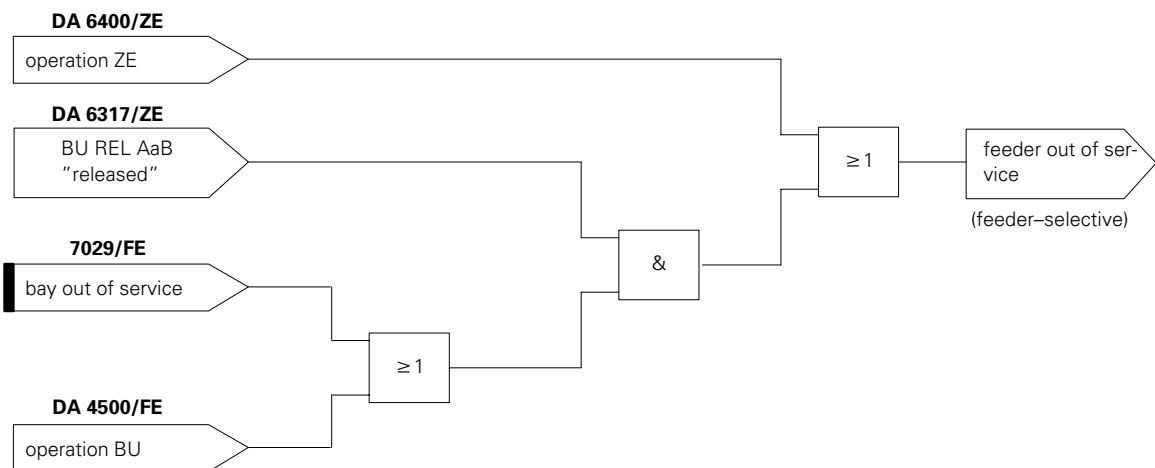 DA 6400/ZE
operation ZE
DA 6317/ZE
BU REL AaB
”released”
≥ 1
feeder out of ser-
vice
(feeder–selective)
7029/FE
&
bay out of service
≥ 1
DA 4500/FE
operation BU